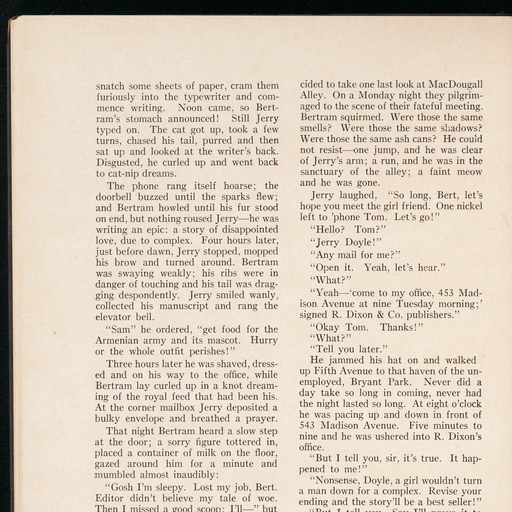 snatch some sheets of paper, cram them
furiously into the typewriter and com-
mence writing. Noon came, so Bert-
ram's stomach announced! Still Jerry
typed on. The cat got up, took a few
turns, chased his tail, purred and then
sat up and looked at the writer's back.
Disgusted, he curled up and went back
to cat-nip dreams.
The phone rang itself hoarse; the
doorbell buzzed until the sparks flew;
and Bertram howled until his fur stood
on end, but nothing roused Jerry—he was
writing an epic: a story of disappointed
love, due to complex. Four hours later,
just before dawn, Jerry stopped, mopped
his brow and turned around. Bertram
was swaying weakly; his ribs were in
danger of touching and his tail was drag-
ging despondently. Jerry smiled wanly,
collected his manuscript and rang the
elevator bell.
"Sam" he ordered, "get food for the
Armenian army and its mascot. Hurry
or the whole outfit perishes!"
Three hours later he was shaved, dress-
ed and on his way to the office, while
Bertram lay curled up in a knot dream-
ing of the royal feed that had been his.
At the corner mailbox Jerry deposited a
bulky envelope and breathed a prayer.
That night Bertram heard a slow step
at the door; a sorry figure tottered in,
placed a container of milk on the floor,
gazed around him for a minute and
mumbled almost inaudibly:
"Gosh I'm sleepy. Lost my job, Bert.
Editor didn't believe my tale of woe.
Then I missed a good scoop; I'll—" but
cided to take one last look at MacDougall
Alley. On a Monday night they pilgrim-
aged to the scene of their fateful meeting.
Bertram squirmed. Were those the same
smells? Were those the same shadows?
Were those the same ash cans? He could
not resist—one jump, and he was clear
of Jerry's arm; a run, and he was in the
sanctuary of the alley; a faint meow
and he was gone.
Jerry laughed, "So long, Bert, let's
hope you meet the girl friend. One nickel
left to 'phone Tom. Let's go!"
"Hello? Tom?"
"Jerry Doyle!"
"Any mail for me?"
"Open it. Yeah, let's hear."
"What?"
"Yeah—'come to my office, 453 Mad-
ison Avenue at nine Tuesday morning;'
signed R. Dixon & Co. publishers."
"Okay Tom. Thanks!"
"What?"
"Tell you later."
He jammed his hat on and walked
up Fifth Avenue to that haven of the un-
employed, Bryant Park. Never did a
day take so long in coming, never had
the night lasted so long. At eight o'clock
he was pacing up and down in front of
543 Madison Avenue. Five minutes to
nine and he was ushered into R. Dixon's
office.
"But I tell you, sir, it's true. It hap-
pened to me!"
"Nonsense, Doyle, a girl wouldn't turn
a man down for a complex. Revise your
ending and the story'll be a best seller!"